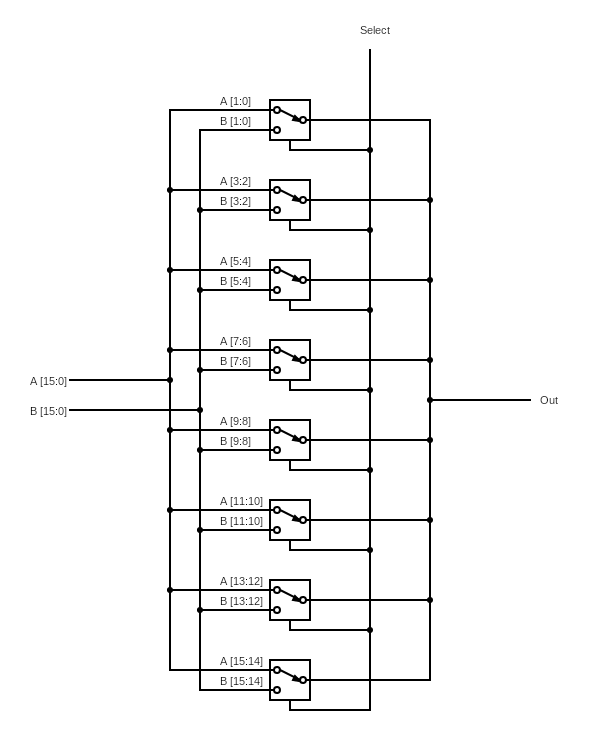 Select
A [1:0]
B [1:0]
A [3:2]
B [3:2]
A [5:4]
B [5:4]
A [7:6]
B [7:6]
A [15:0]
B [15:0]
Out
A [9:8]
B [9:8]
A [11:10]
B [11:10]
A [13:12]
B [13:12]
A [15:14]
B [15:14]